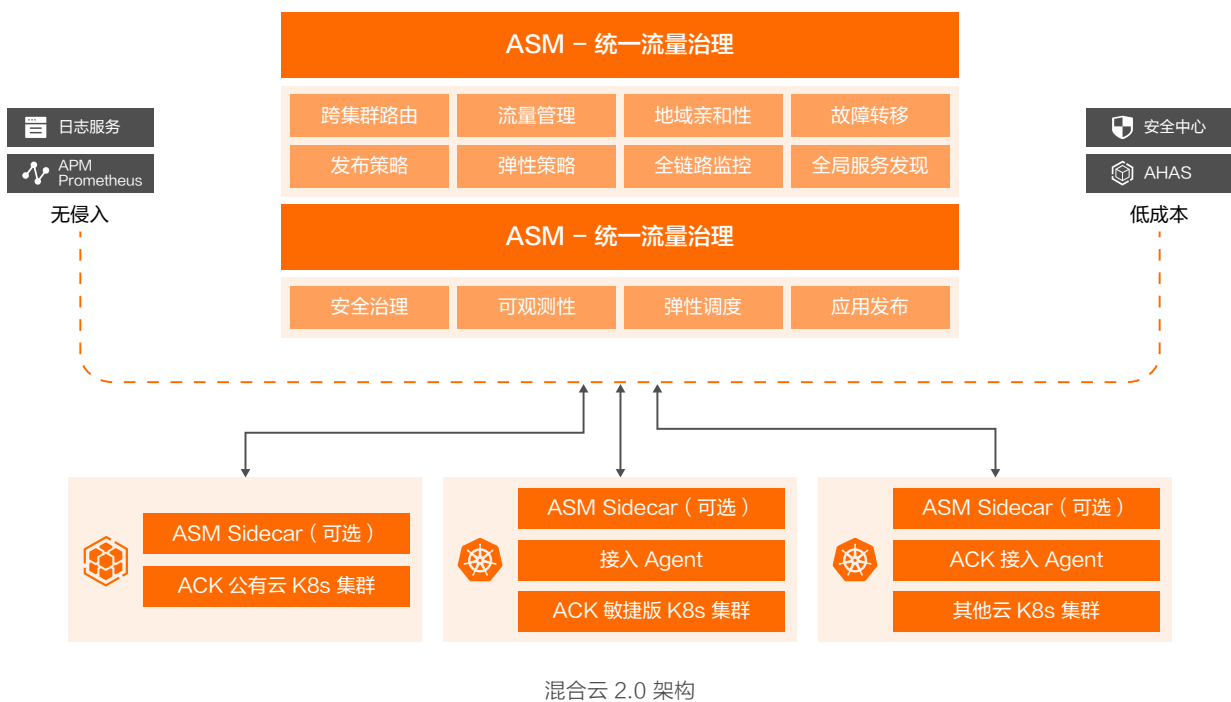 ASM – 统一流量治理
跨集群路由
流量管理
地域亲和性
故障转移
发布策略
弹性策略
全链路监控
全局服务发现
日志服务
APM
Prometheus
无侵入
安全中心
AHAS
低成本
ASM – 统一流量治理
安全治理
可观测性
弹性调度
应用发布
ASM Sidecar（可选）
ACK 公有云 K8s 集群
ASM Sidecar（可选）
接入 Agent
ACK 敏捷版 K8s 集群
ASM Sidecar（可选）
ACK 接入 Agent
其他云 K8s 集群
混合云 2.0 架构